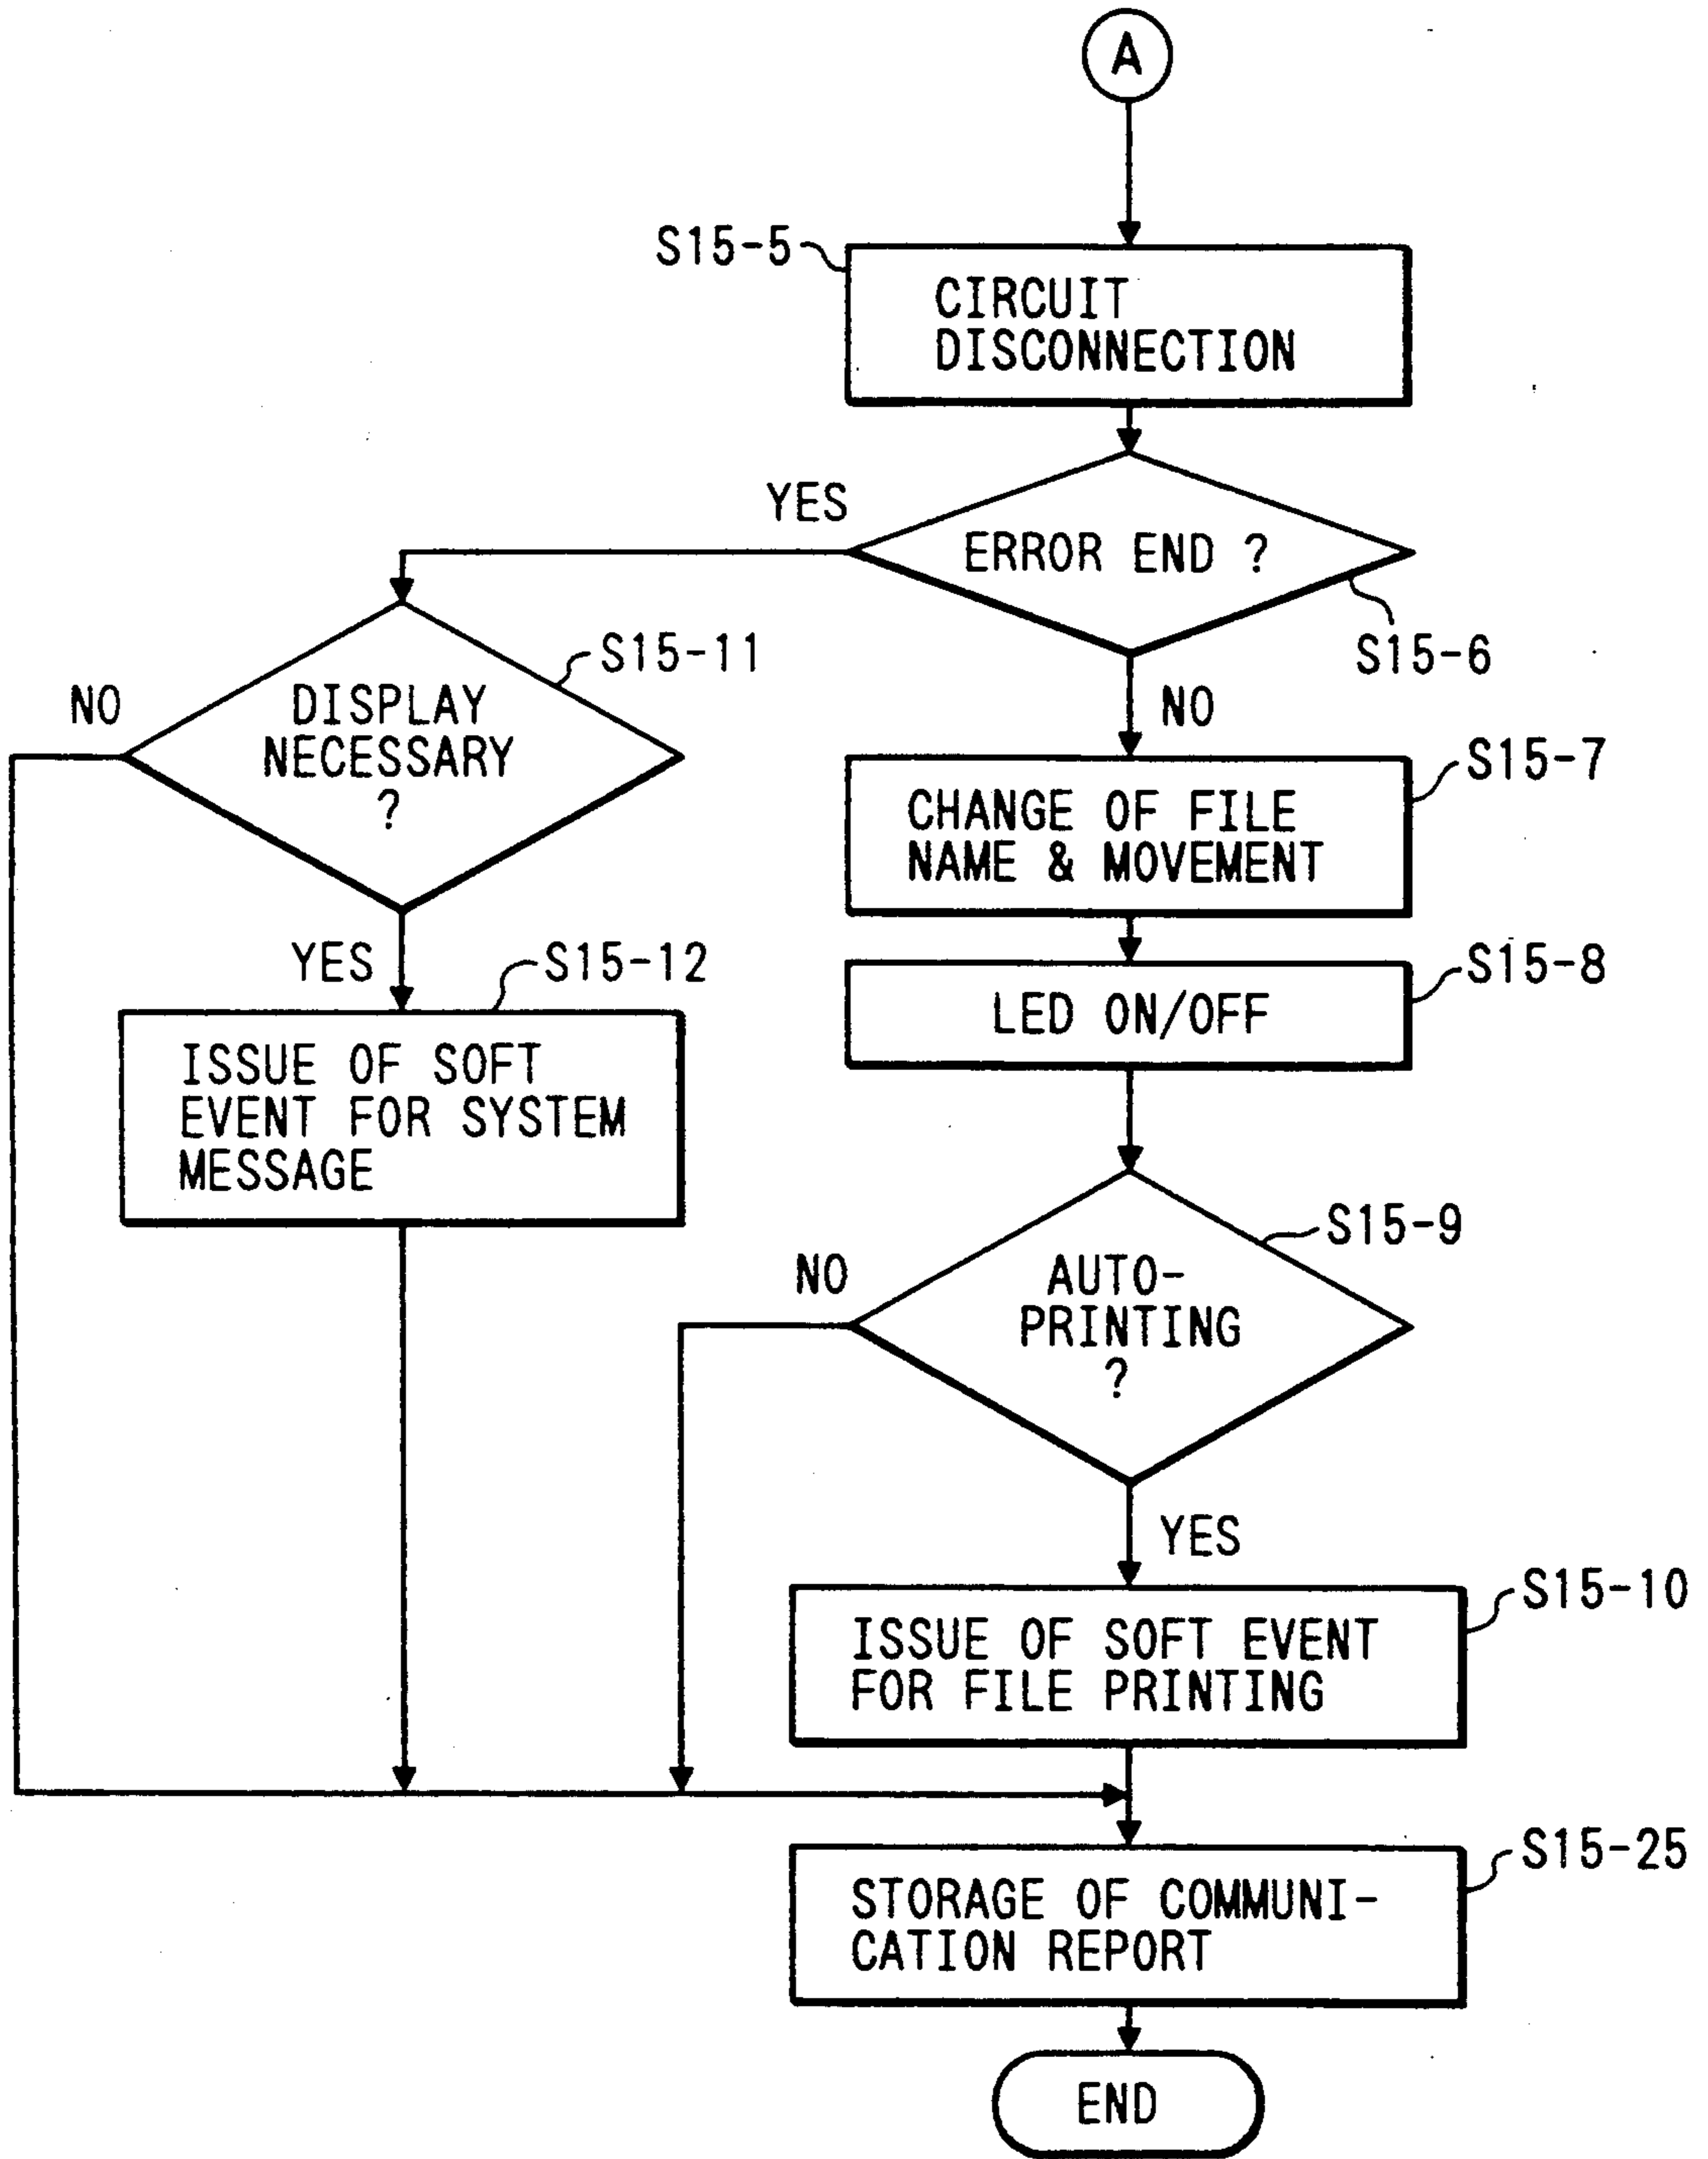 A
S15-5
CIRCUIT
DISCONNECTION
YES
ERROR END ?
S15-6
NO
S15-11
NO
DISPLAY
NECESSARY
?
S15-7
CHANGE OF FILE
NAME & MOVEMENT
YES
S15-12
S15-8
LED ON/OFF
ISSUE OF SOFT
EVENT FOR SYSTEM
MESSAGE
S15-9
NO
AUTO-
PRINTING
?
YES
S15-10
ISSUE OF SOFT EVENT
FOR FILE PRINTING
S15-25
STORAGE OF COMMUNI-
CATION REPORT
END